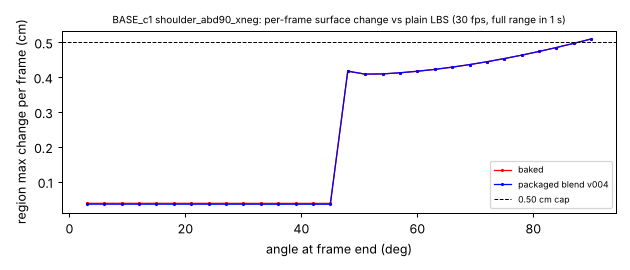 BASE_c1 shoulder_abd90_xneg: per-frame surface change vs plain LBS (30 fps, full range in 1 s)
region max change per frame (cm)
0.5
0.4
0.3
0.2
0.1
baked
packaged blend v004
0.50 cm cap
0 20 40 60 80
angle at frame end (deg)